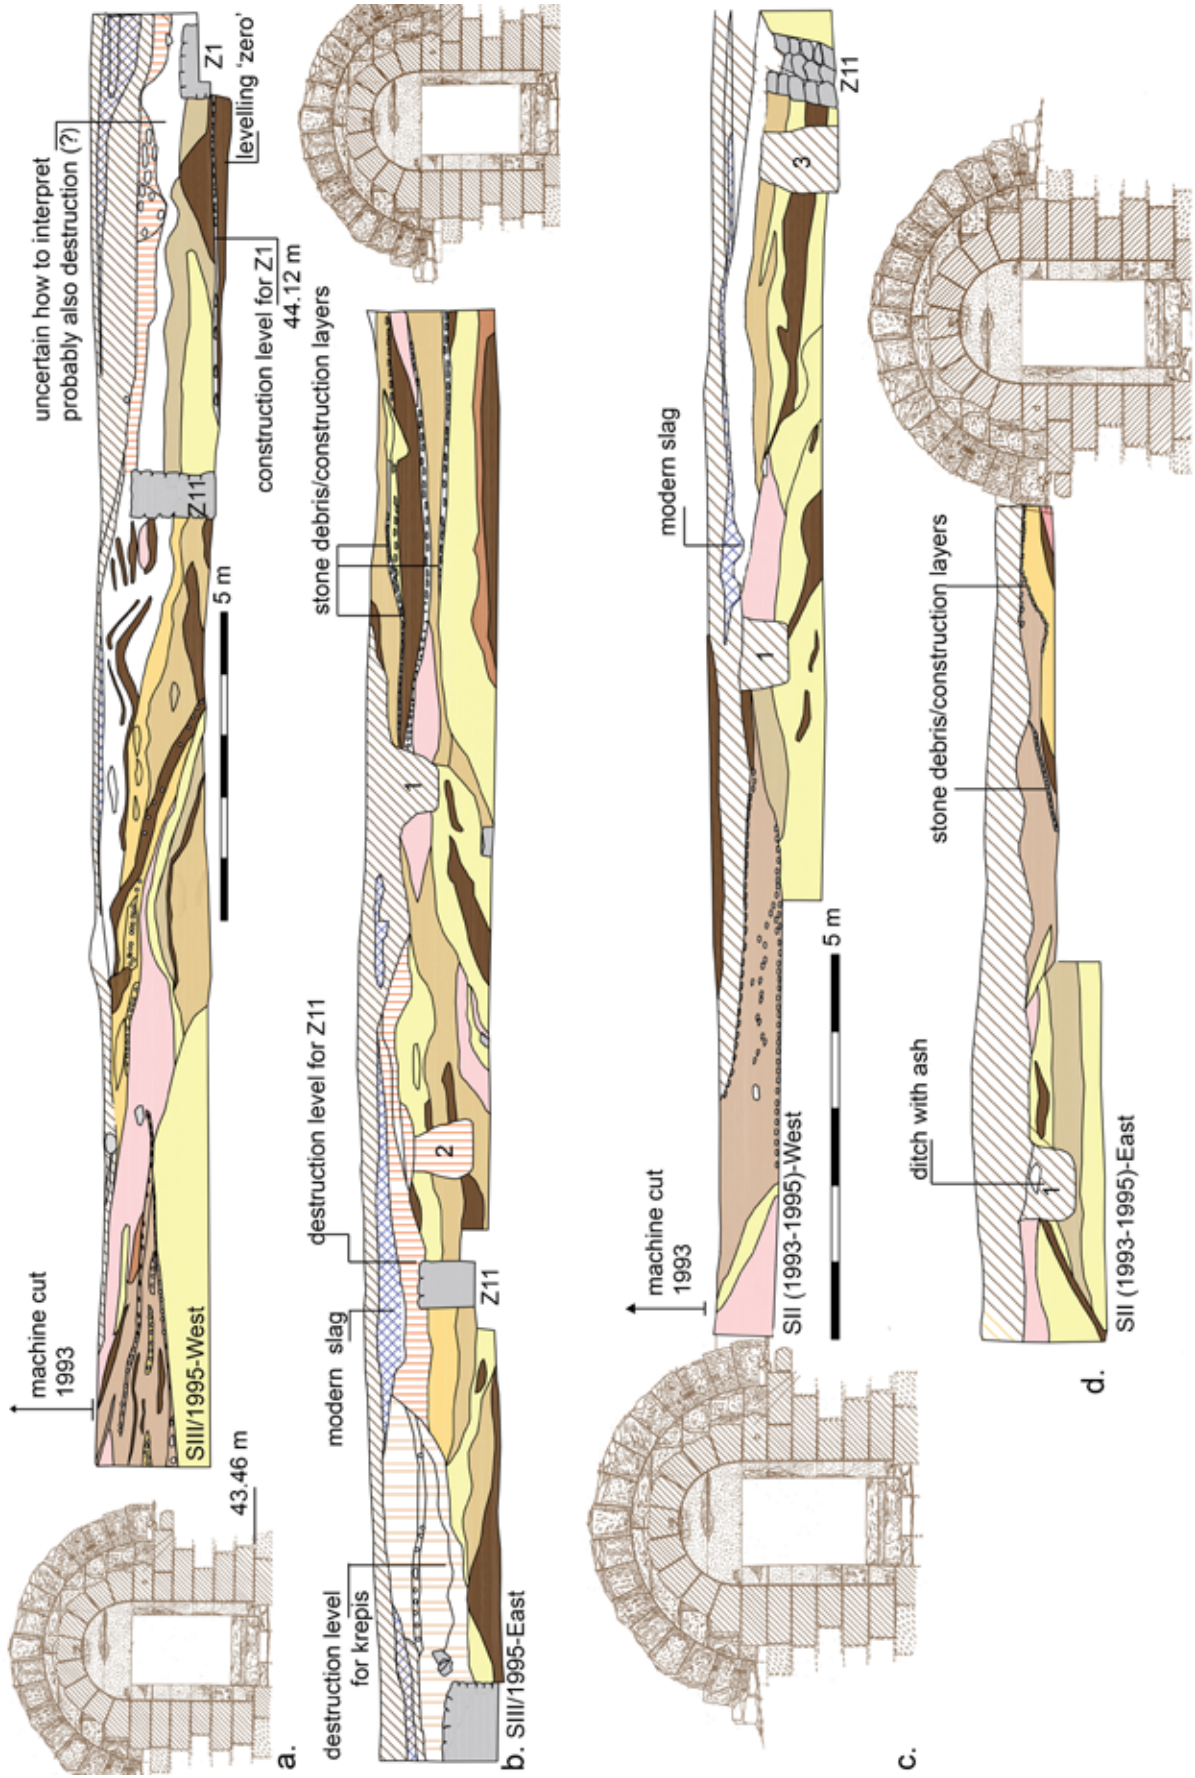 machine cut
1993
43.46 m
SIII/1995-West
5 m
Z11
uncertain how to interpret
probably also destruction (?)
Z1
levelling 'zero'
construction level for Z1
44.12 m
a.
destruction level
for krepis
modern slag
destruction level for Z11
Z11
2
1
stone debris/construction layers
b. SIII/1995-East
machine cut
1993
SII (1993-1995)-West
5 m
modern slag
1
3
Z11
c.
ditch with ash
1
stone debris/construction layers
SII (1993-1995)-East
d.